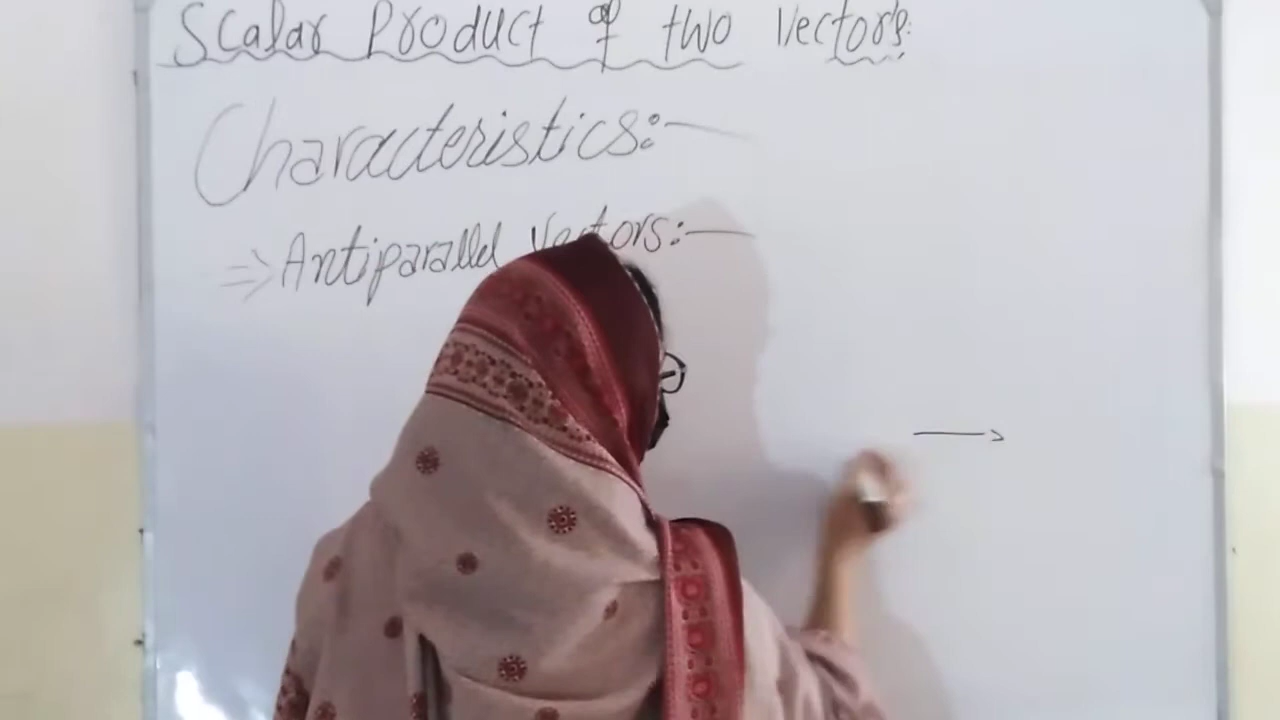 Scalar Product of two Vectors:
Characteristics:-
⇒ Antiparallel Vectors:-